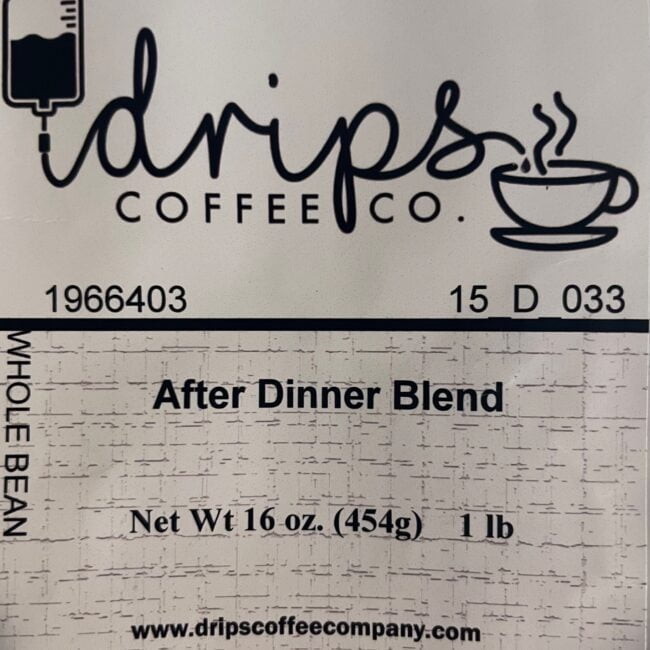 drips
COFFEE CO.
1966403 15_D_033
WHOLE BEAN
After Dinner Blend
Net Wt 16 oz. (454g) 1 lb
www.dripscoffeecompany.com